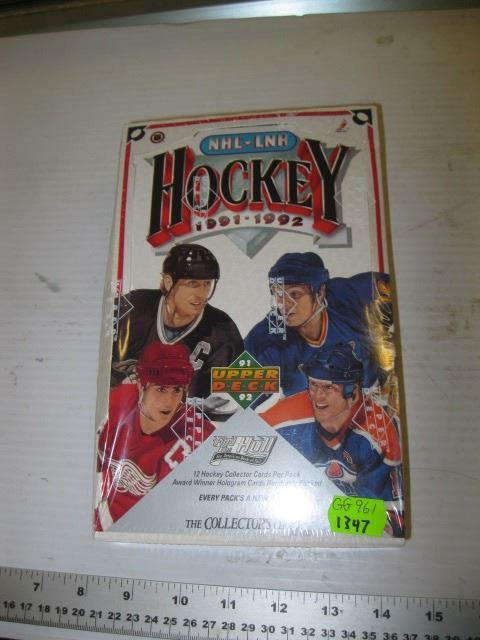 NHL • LNH
HOCKEY
1991-1992
C
91
UPPER
DECK
92
Hull
12 Hockey Collector Cards Per Pack
Award Winner Hologram Cards
EVERY PACK'S A NEW
THE COLLECTOR'S
GG 961
1347
7 8 9 10 11 12 13 14 15
16 17 18 19 20 21 22 23 24 25 26 27 28 29 30 31 32 33 34 35 36 37 38 39 40